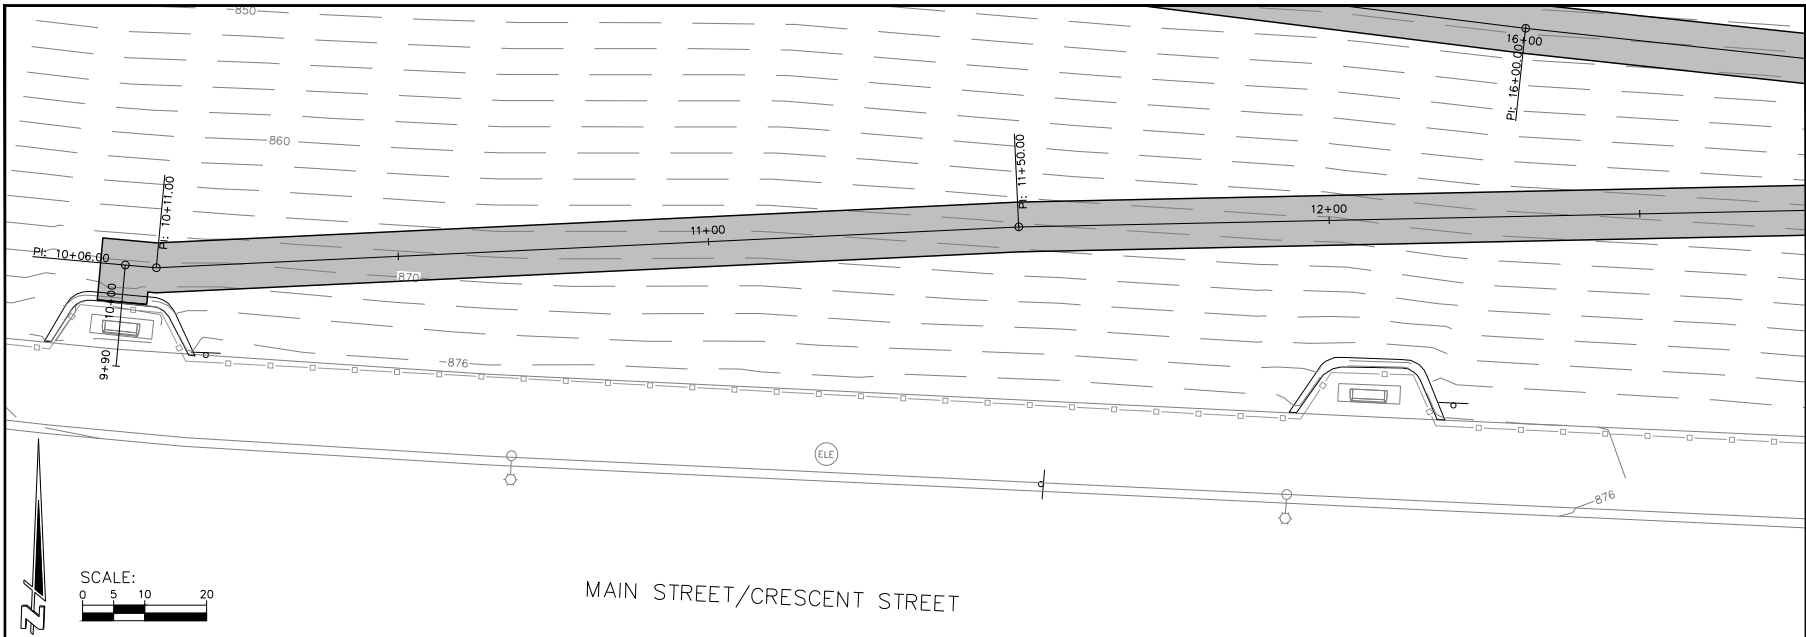 850
16+00
PI: 16+00.00
860
PI: 11+50.00
PI: 10+11.00
12+00
11+00
PI: 10+06.00
870
10+00
9+90
876
ELE
876
SCALE:
0 5 10 20
N
MAIN STREET/CRESCENT STREET